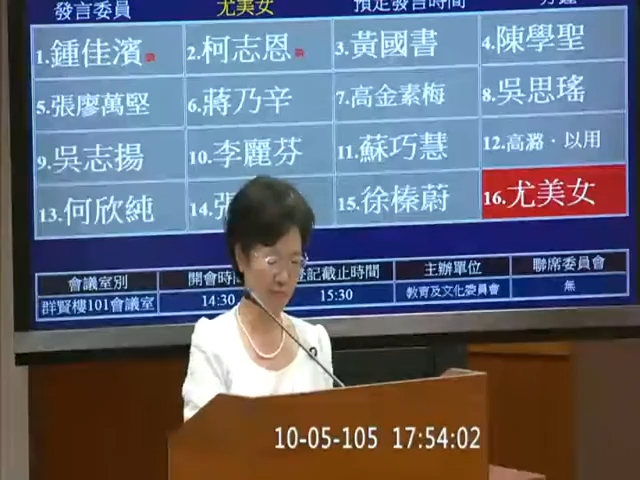 發言委員 尤美女 預定發言時間
1.鍾佳濱 2.柯志恩 3.黃國書 4.陳學聖
5.張廖萬堅 6.蔣乃辛 7.高金素梅 8.吳思瑤
9.吳志揚 10.李麗芬 11.蘇巧慧 12.高潞·以用
13.何欣純 14.張 15.徐榛蔚 16.尤美女
會議室別 開會時間 登記截止時間 主辦單位 聯席委員會
群賢樓101會議室 14:30 15:30 教育及文化委員會 無
10-05-105 17:54:02